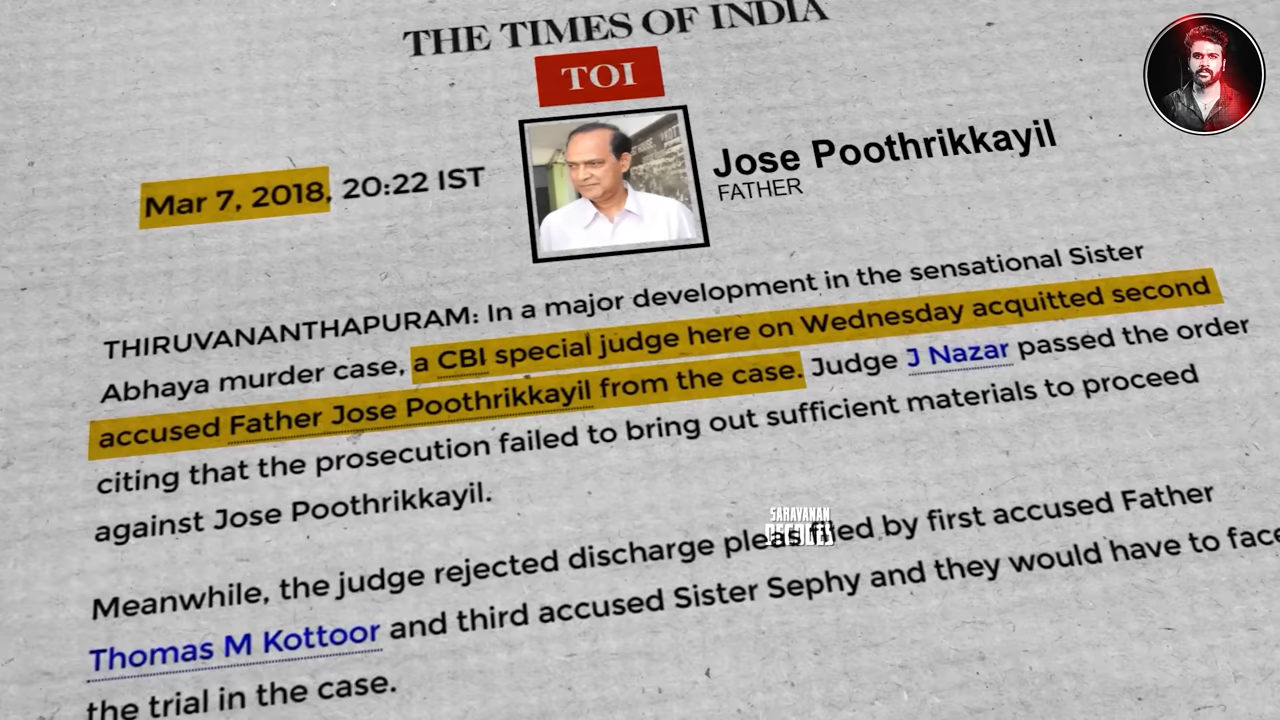 THE TIMES OF INDIA
TOI
Mar 7, 2018, 20:22 IST
Jose Poothrikkayil
FATHER
THIRUVANANTHAPURAM: In a major development in the sensational Sister
Abhaya murder case, a CBI special judge here on Wednesday acquitted second
accused Father Jose Poothrikkayil from the case. Judge J Nazar passed the order
citing that the prosecution failed to bring out sufficient materials to proceed
against Jose Poothrikkayil.
Meanwhile, the judge rejected discharge pleas filed by first accused Father
Thomas M Kottoor and third accused Sister Sephy and they would have to face
the trial in the case.
SARAVANAN
DECODES